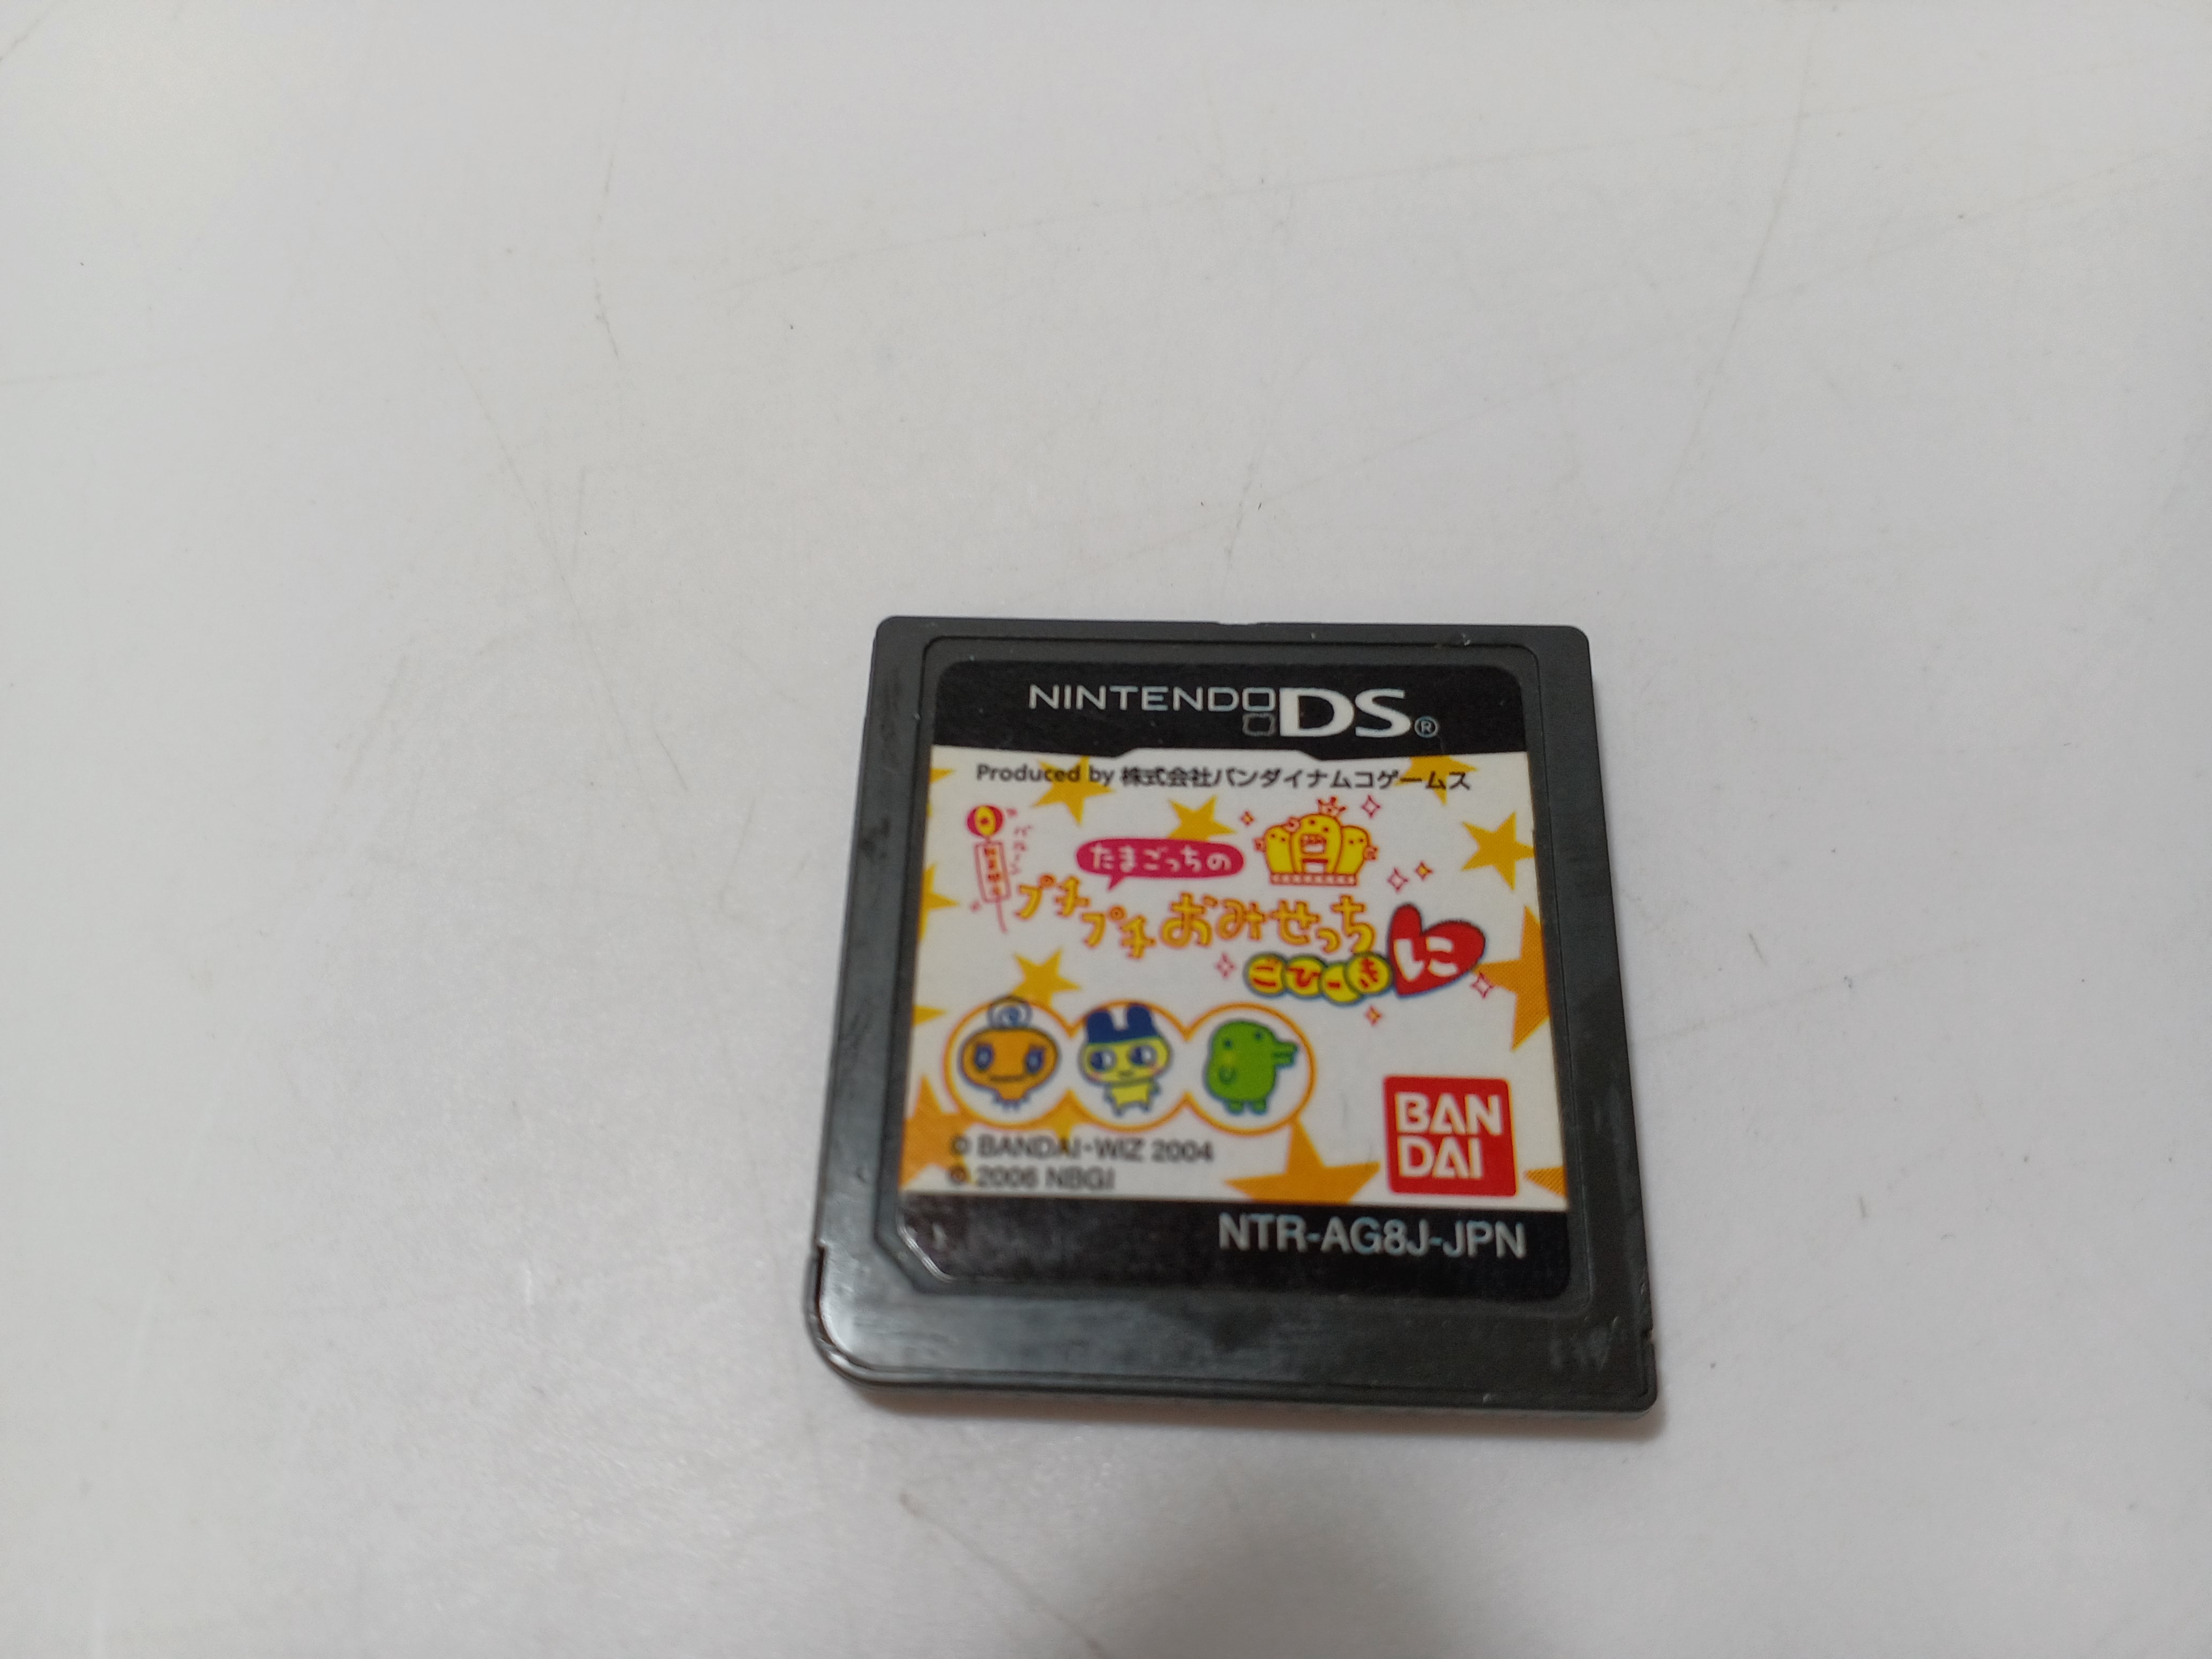 NINTENDO DS®
Produced by 株式会社バンダイナムコゲームス
たまごっちの
プチプチおみせっち
ごひーきに
© BANDAI・WIZ 2004
© 2006 NBGI
BAN
DAI
NTR-AG8J-JPN